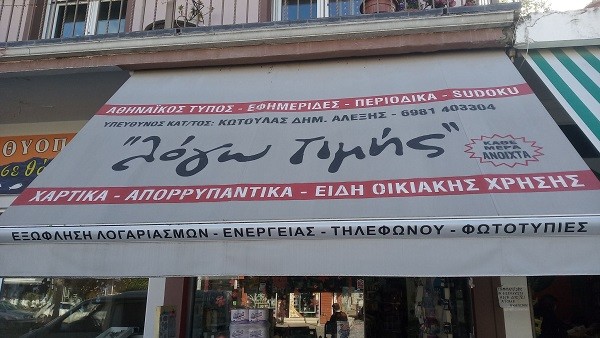 ΑΘΗΝΑΪΚΟΣ ΤΥΠΟΣ - ΕΦΗΜΕΡΙΔΕΣ - ΠΕΡΙΟΔΙΚΑ - SUDOKU
ΥΠΕΥΘΥΝΟΣ ΚΑΤ/ΤΟΣ: ΚΩΤΟΥΛΑΣ ΔΗΜ. ΑΛΕΞΗΣ - 6981 403304
"λόγω τιμής"
ΚΑΘΕ
ΜΕΡΑ
ΑΝΟΙΧΤΑ
ΧΑΡΤΙΚΑ - ΑΠΟΡΡΥΠΑΝΤΙΚΑ - ΕΙΔΗ ΟΙΚΙΑΚΗΣ ΧΡΗΣΗΣ
ΕΞΩΦΛΗΣΗ ΛΟΓΑΡΙΑΣΜΩΝ - ΕΝΕΡΓΕΙΑΣ - ΤΗΛΕΦΩΝΟΥ - ΦΩΤΟΤΥΠΙΕΣ